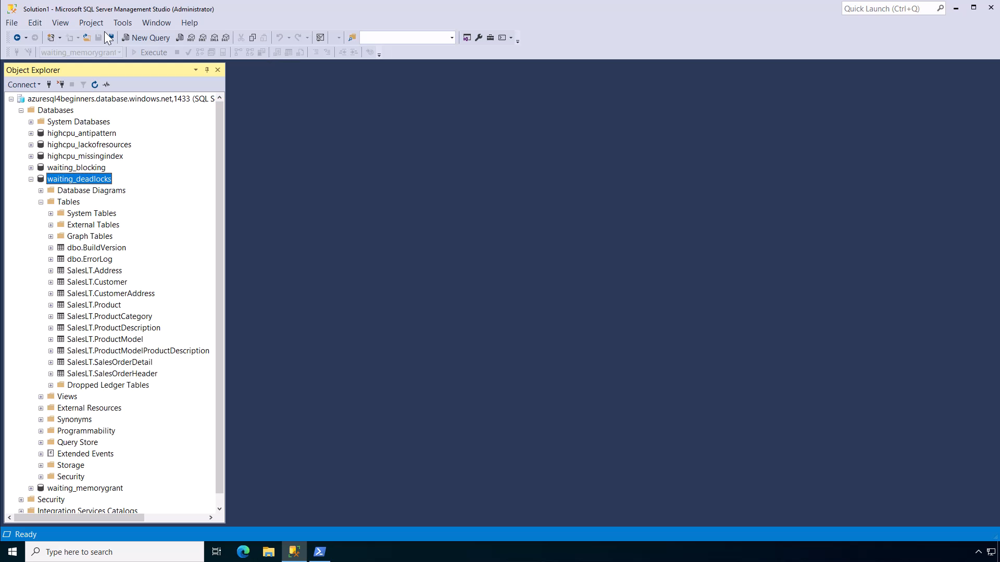 Solution1 - Microsoft SQL Server Management Studio (Administrator)
Quick Launch (Ctrl+Q)
File Edit View Project Tools Window Help
New Query MDX DMX XMLA DAX
waiting_memorygrant Execute
Object Explorer
Connect
azuresql4beginners.database.windows.net,1433 (SQL S
Databases
System Databases
highcpu_antipattern
highcpu_lackofresources
highcpu_missingindex
waiting_blocking
waiting_deadlocks
Database Diagrams
Tables
System Tables
External Tables
Graph Tables
dbo.BuildVersion
dbo.ErrorLog
SalesLT.Address
SalesLT.Customer
SalesLT.CustomerAddress
SalesLT.Product
SalesLT.ProductCategory
SalesLT.ProductDescription
SalesLT.ProductModel
SalesLT.ProductModelProductDescription
SalesLT.SalesOrderDetail
SalesLT.SalesOrderHeader
Dropped Ledger Tables
Views
External Resources
Synonyms
Programmability
Query Store
Extended Events
Storage
Security
waiting_memorygrant
Security
Integration Services Catalogs
Ready
Type here to search